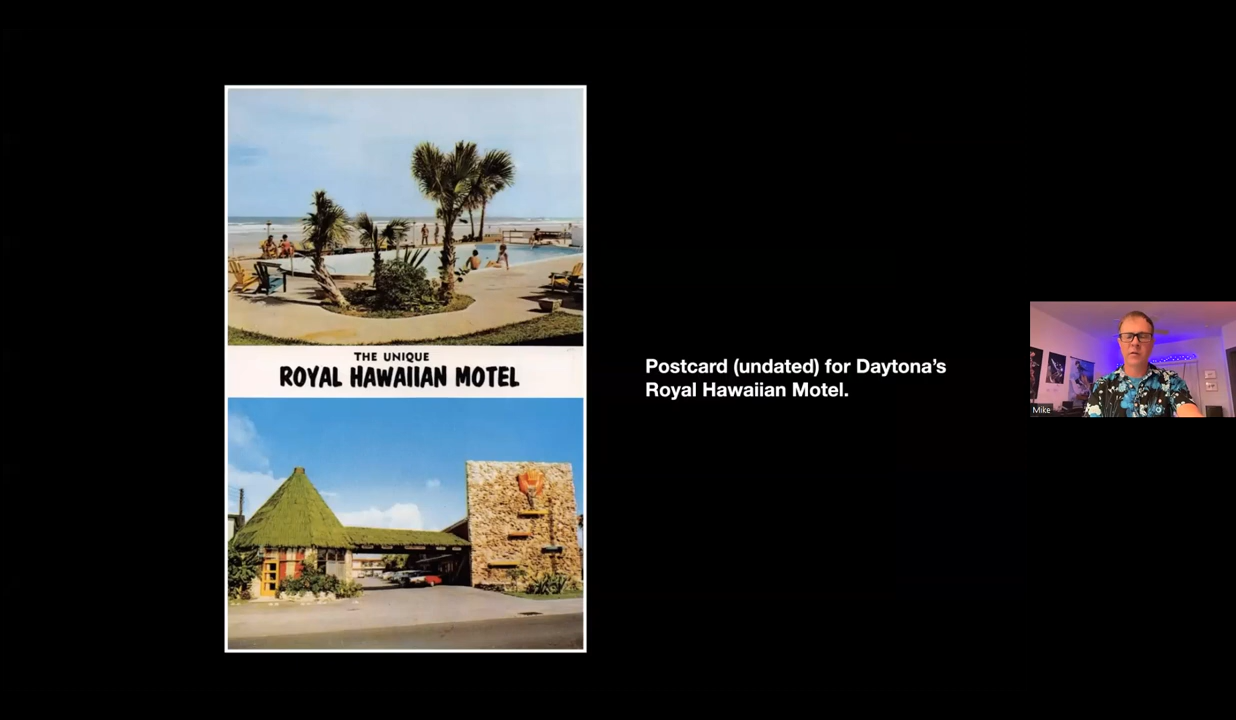 THE UNIQUE
ROYAL HAWAIIAN MOTEL
Postcard (undated) for Daytona’s
Royal Hawaiian Motel.
Mike